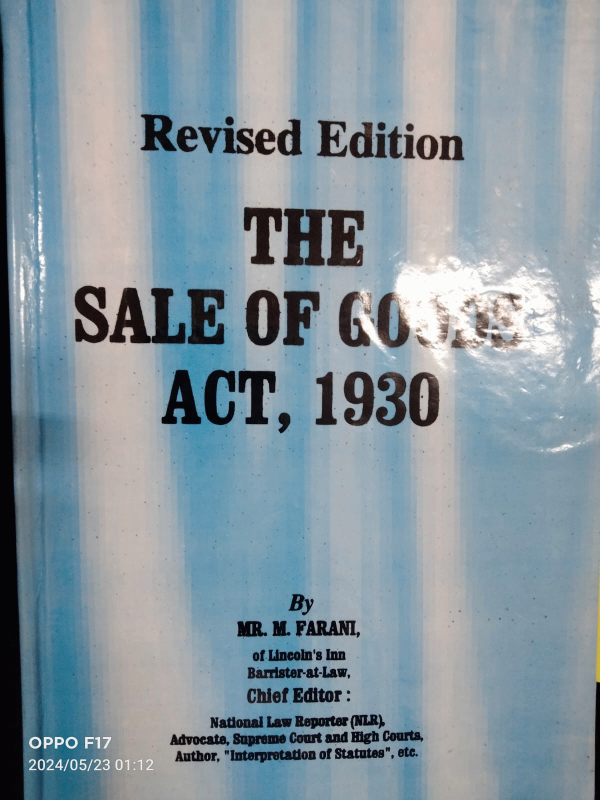 Revised Edition
THE
SALE OF GOODS
ACT, 1930
By
MR. M. FARANI,
of Lincoln's Inn
Barrister-at-Law,
Chief Editor :
National Law Reporter (NLR),
Advocate, Supreme Court and High Courts,
Author, "Interpretation of Statutes", etc.
OPPO F17
2024/05/23 01:12